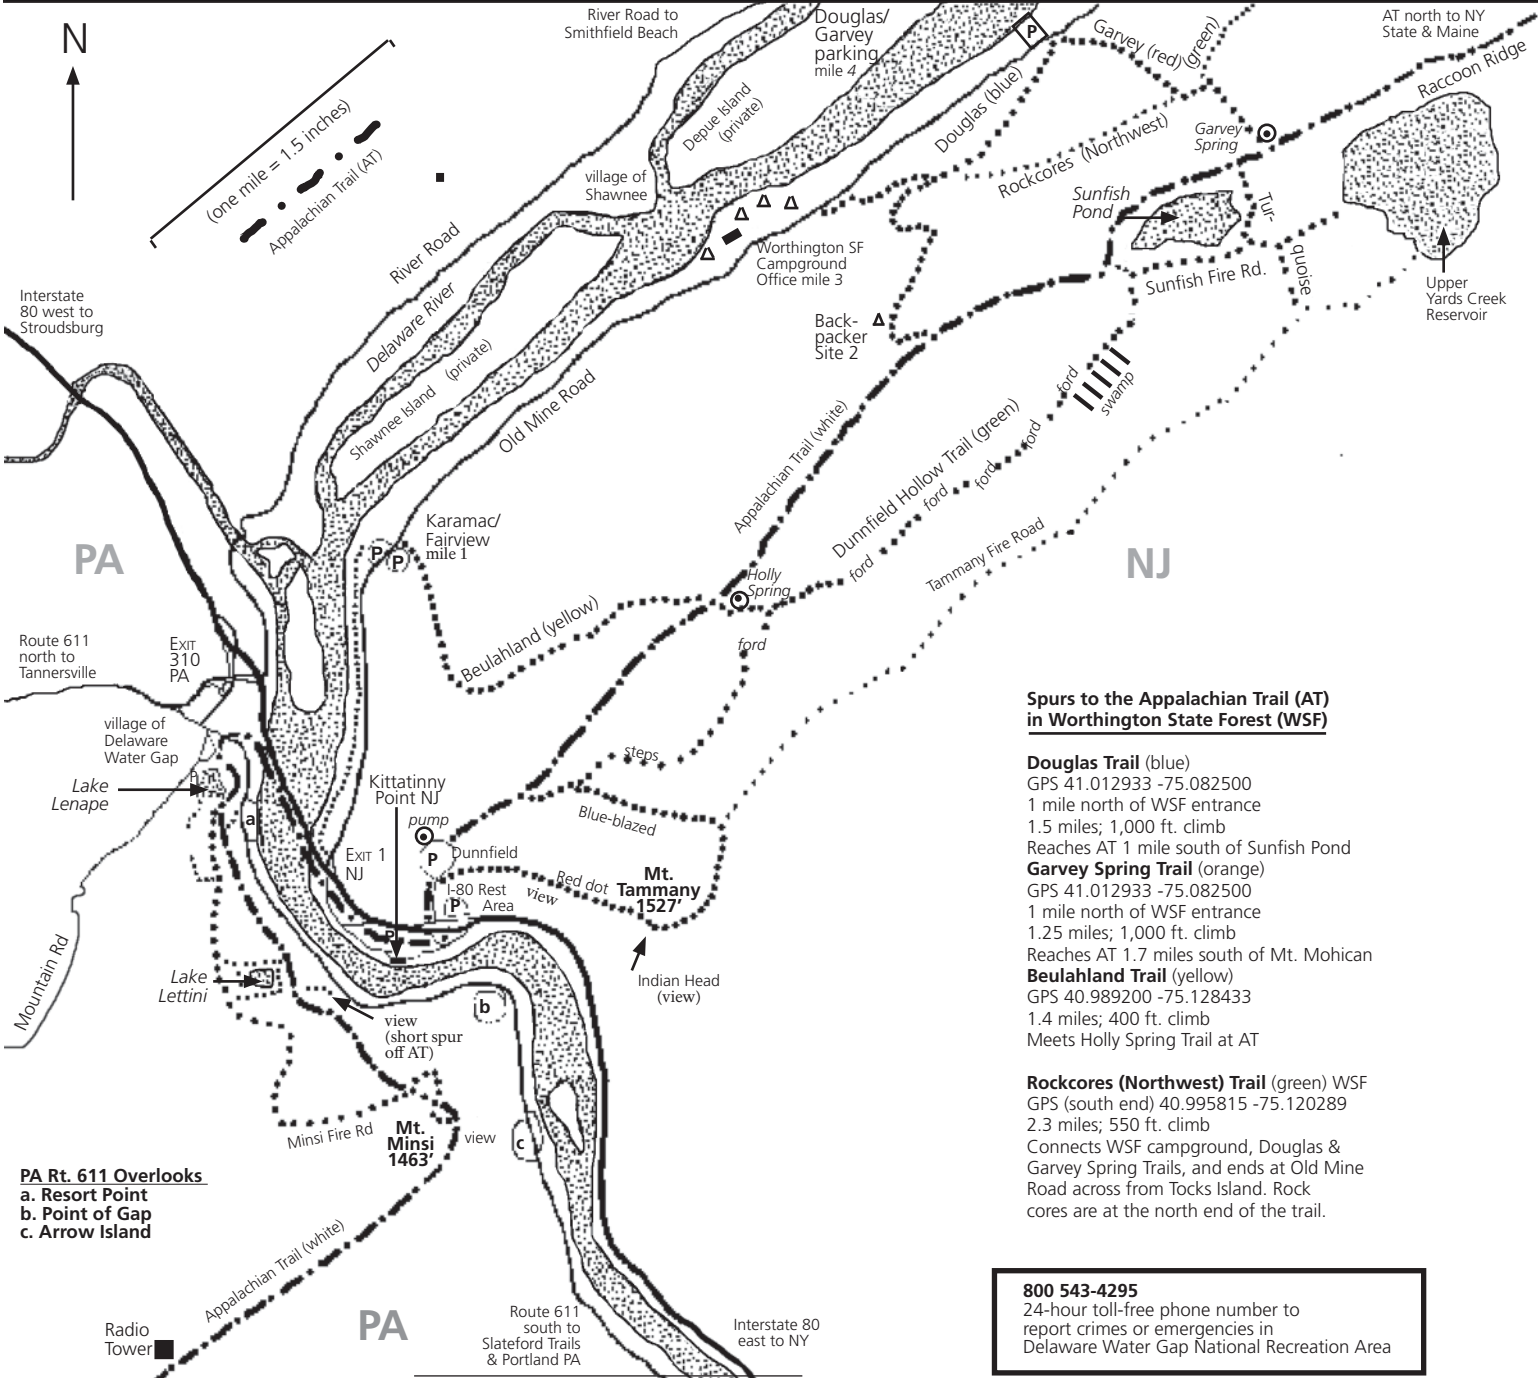 River Road to
Smithfield Beach
Douglas/
Garvey
parking
mile 4
P
Garvey (red)
(green)
AT north to NY
State & Maine
Raccoon Ridge
N
(one mile = 1.5 inches)
Appalachian Trail (AT)
Depue Island
(private)
Douglas (blue)
Rockcores (Northwest)
Garvey
Spring
village of
Shawnee
Sunfish
Pond
Tur-
quoise
River Road
Worthington SF
Campground
Office mile 3
Sunfish Fire Rd.
Upper
Yards Creek
Reservoir
Interstate
80 west to
Stroudsburg
Delaware River
Shawnee Island (private)
Old Mine Road
Back-
packer
Site 2
ford
swamp
Appalachian Trail (white)
Dunnfield Hollow Trail (green)
ford
ford
ford
ford
Tammany Fire Road
Karamac/
Fairview
mile 1
P
P
PA
NJ
Holly
Spring
ford
Beulahland (yellow)
Route 611
north to
Tannersville
EXIT
310
PA
village of
Delaware
Water Gap
Lake
Lenape
P
a
steps
Kittatinny
Point NJ
pump
Blue-blazed
EXIT 1
NJ
P
Dunnfield
I-80 Rest
Area
P
P
Red dot
view
Mt.
Tammany
1527’
Indian Head
(view)
Mountain Rd
Lake
Lettini
view
(short spur
off AT)
b
Minsi Fire Rd
Mt.
Minsi
1463’
view
c
PA Rt. 611 Overlooks
a. Resort Point
b. Point of Gap
c. Arrow Island
Appalachian Trail (white)
Radio
Tower
PA
Route 611
south to
Slateford Trails
& Portland PA
Interstate 80
east to NY
Spurs to the Appalachian Trail (AT)
in Worthington State Forest (WSF)
Douglas Trail (blue)
GPS 41.012933 -75.082500
1 mile north of WSF entrance
1.5 miles; 1,000 ft. climb
Reaches AT 1 mile south of Sunfish Pond
Garvey Spring Trail (orange)
GPS 41.012933 -75.082500
1 mile north of WSF entrance
1.25 miles; 1,000 ft. climb
Reaches AT 1.7 miles south of Mt. Mohican
Beulahland Trail (yellow)
GPS 40.989200 -75.128433
1.4 miles; 400 ft. climb
Meets Holly Spring Trail at AT
Rockcores (Northwest) Trail (green) WSF
GPS (south end) 40.995815 -75.120289
2.3 miles; 550 ft. climb
Connects WSF campground, Douglas &
Garvey Spring Trails, and ends at Old Mine
Road across from Tocks Island. Rock
cores are at the north end of the trail.
800 543-4295
24-hour toll-free phone number to
report crimes or emergencies in
Delaware Water Gap National Recreation Area